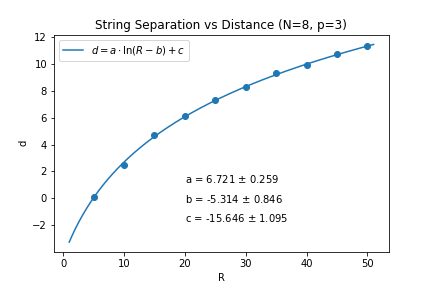 String Separation vs Distance (N=8, p=3)
d = a · ln(R − b) + c
12
10
8
6
4
2
0
−2
d
a = 6.721 ± 0.259
b = -5.314 ± 0.846
c = -15.646 ± 1.095
0 10 20 30 40 50
R